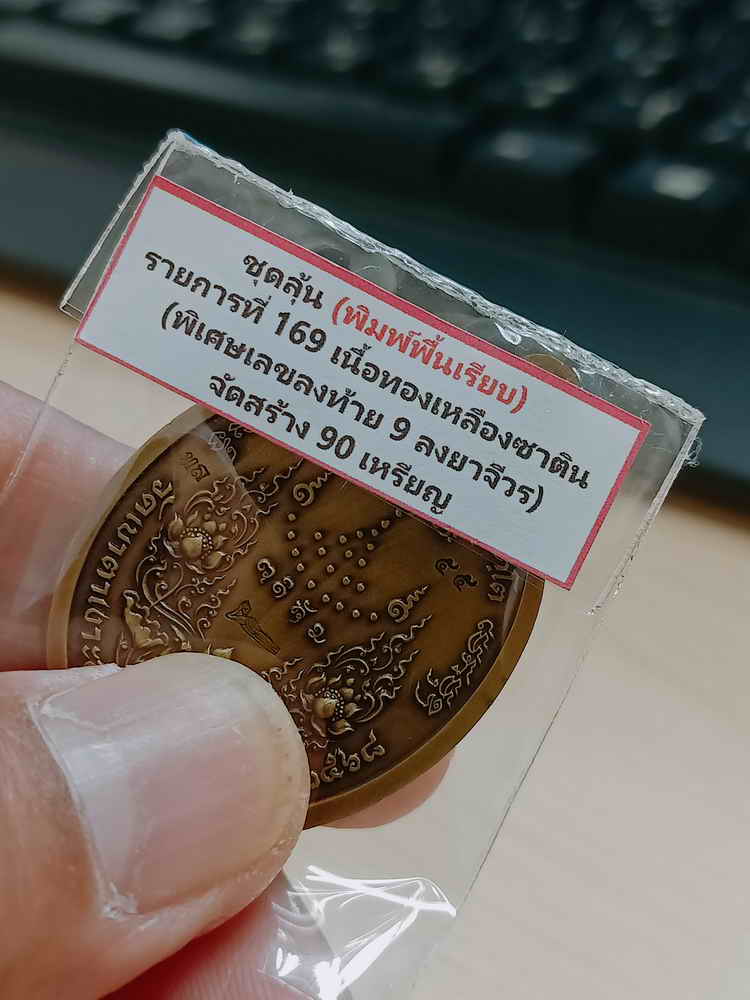 ชุดลุ้น (พิมพ์พื้นเรียบ)
รายการที่ 169 เนื้อทองเหลืองซาติน
(พิเศษเลขลงท้าย 9 ลงยาจีวร)
จัดสร้าง 90 เหรียญ
๕๕